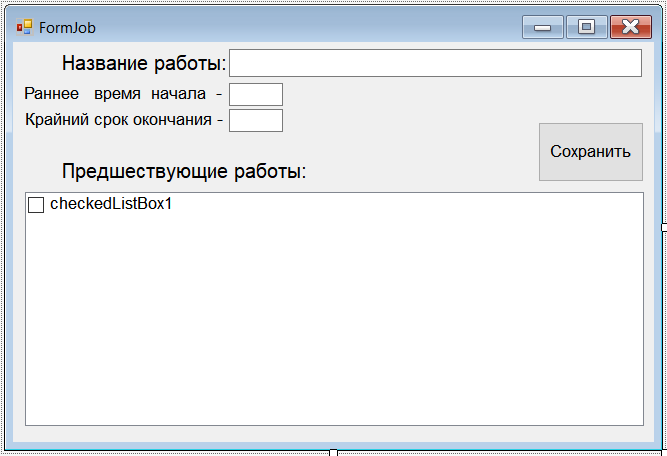 FormJob
Название работы:
Раннее время начала -
Крайний срок окончания -
Сохранить
Предшествующие работы:
checkedListBox1